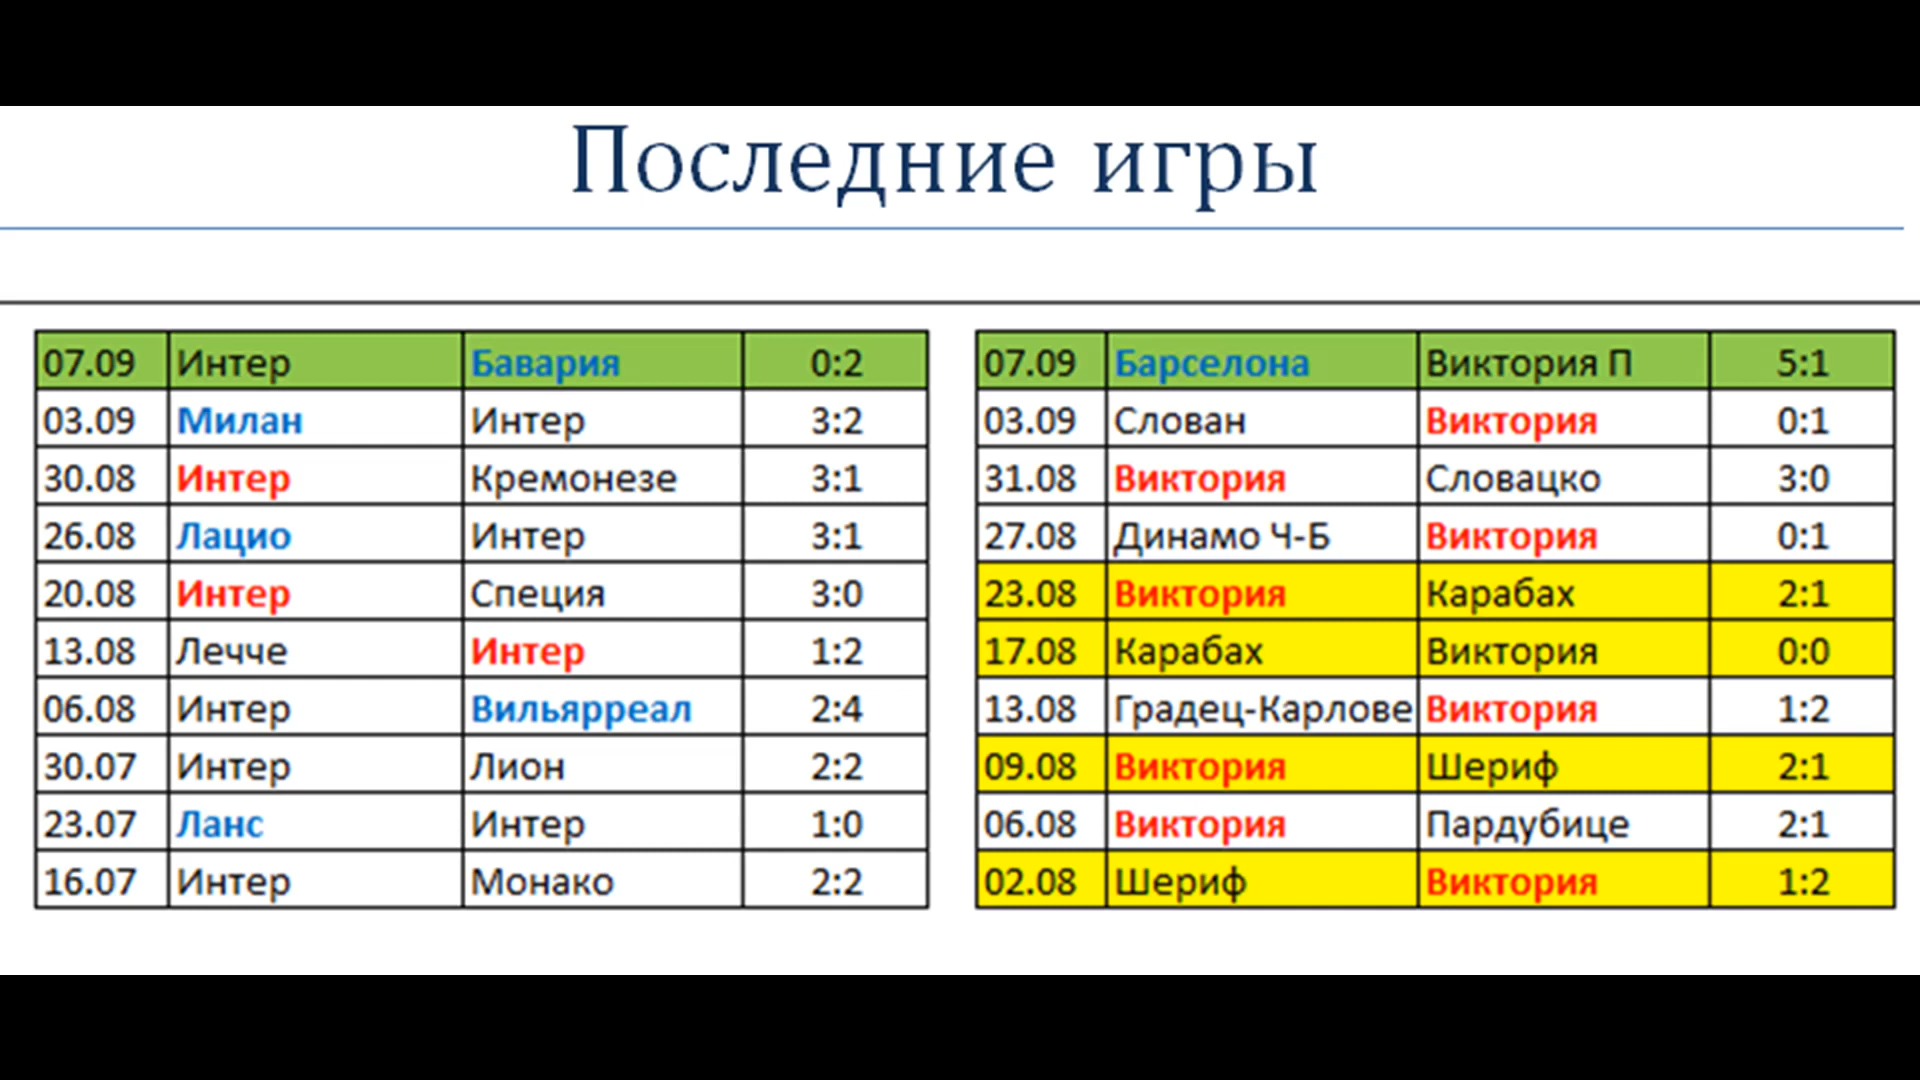 Последние игры
07.09 Интер Бавария 0:2
03.09 Милан Интер 3:2
30.08 Интер Кремонезе 3:1
26.08 Лацио Интер 3:1
20.08 Интер Специя 3:0
13.08 Лечче Интер 1:2
06.08 Интер Вильярреал 2:4
30.07 Интер Лион 2:2
23.07 Ланс Интер 1:0
16.07 Интер Монако 2:2
07.09 Барселона Виктория П 5:1
03.09 Слован Виктория 0:1
31.08 Виктория Словацко 3:0
27.08 Динамо Ч-Б Виктория 0:1
23.08 Виктория Карабах 2:1
17.08 Карабах Виктория 0:0
13.08 Градец-Карлове Виктория 1:2
09.08 Виктория Шериф 2:1
06.08 Виктория Пардубице 2:1
02.08 Шериф Виктория 1:2